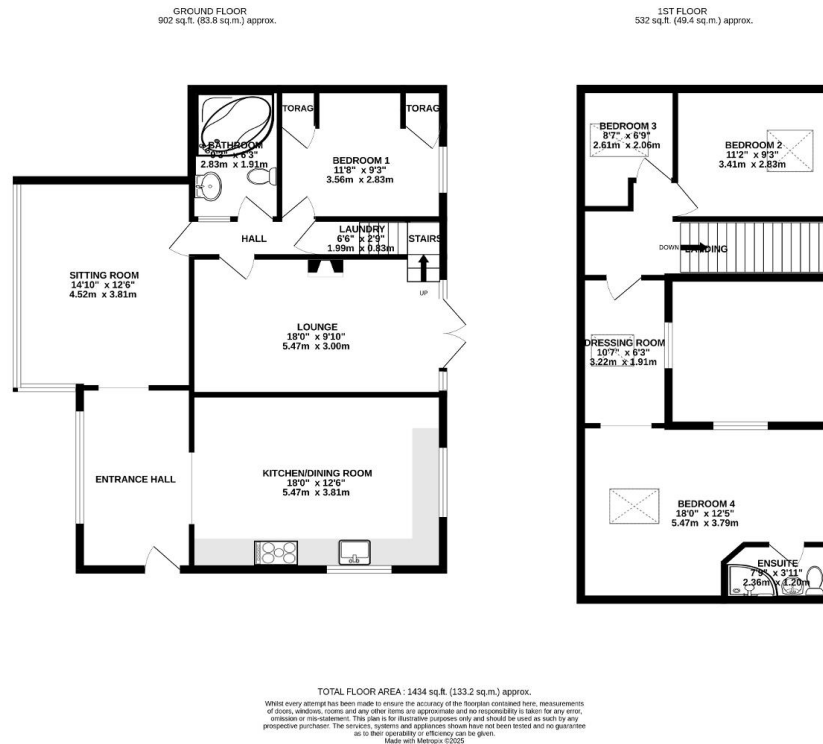 GROUND FLOOR
902 sq.ft. (83.8 sq.m.) approx.
1ST FLOOR
532 sq.ft. (49.4 sq.m.) approx.
TORAG
TORAG
BATHROOM
9'3" x 6'3"
2.83m x 1.91m
BEDROOM 1
11'8" x 9'3"
3.56m x 2.83m
LAUNDRY
6'6" x 2'9"
1.99m x 0.83m
STAIRS
HALL
UP
SITTING ROOM
14'10" x 12'6"
4.52m x 3.81m
LOUNGE
18'0" x 9'10"
5.47m x 3.00m
ENTRANCE HALL
KITCHEN/DINING ROOM
18'0" x 12'6"
5.47m x 3.81m
BEDROOM 3
8'7" x 6'9"
2.61m x 2.06m
BEDROOM 2
11'2" x 9'3"
3.41m x 2.83m
DOWN
LANDING
DRESSING ROOM
10'7" x 6'3"
3.22m x 1.91m
BEDROOM 4
18'0" x 12'5"
5.47m x 3.79m
ENSUITE
7'9" x 3'11"
2.36m x 1.20m
TOTAL FLOOR AREA : 1434 sq.ft. (133.2 sq.m.) approx.
Whilst every attempt has been made to ensure the accuracy of the floorplan contained here, measurements
of doors, windows, rooms and any other items are approximate and no responsibility is taken for any error,
omission or mis-statement. This plan is for illustrative purposes only and should be used as such by any
prospective purchaser. The services, systems and appliances shown have not been tested and no guarantee
as to their operability or efficiency can be given.
Made with Metropix ©2025